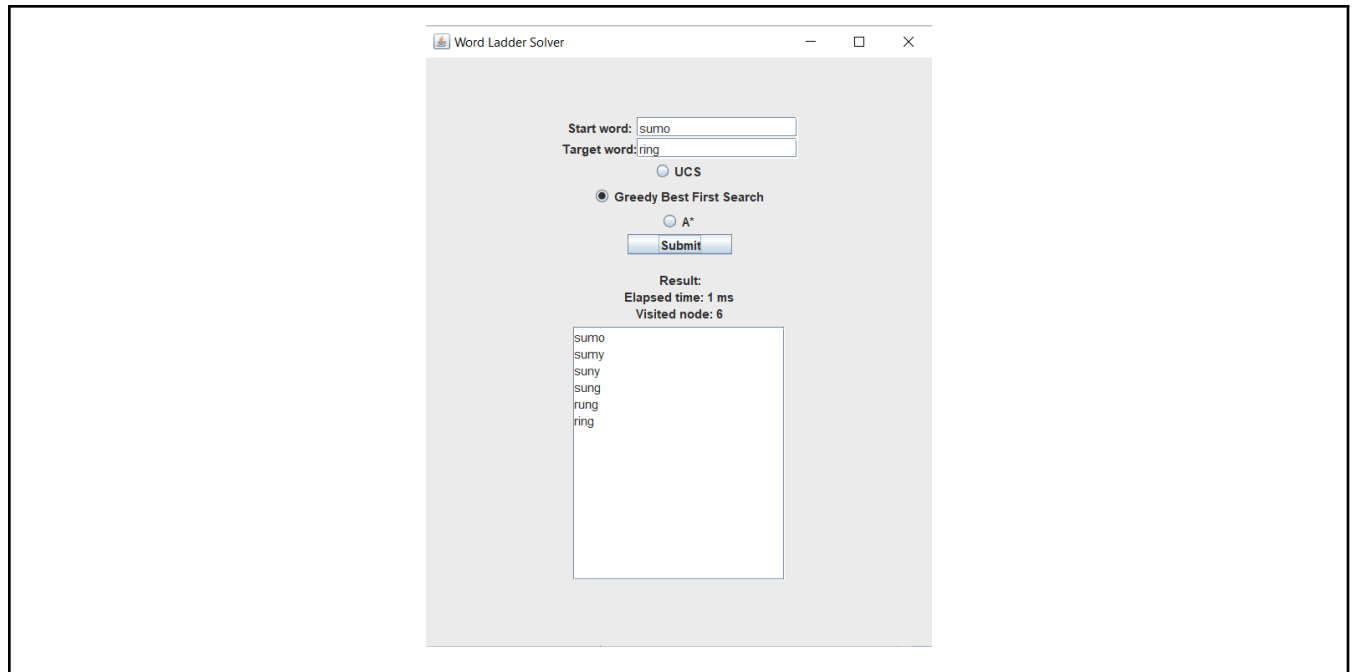 Word Ladder Solver
Start word: sumo
Target word: ring
UCS
Greedy Best First Search
A*
Submit
Result:
Elapsed time: 1 ms
Visited node: 6
sumo
sumy
suny
sung
rung
ring